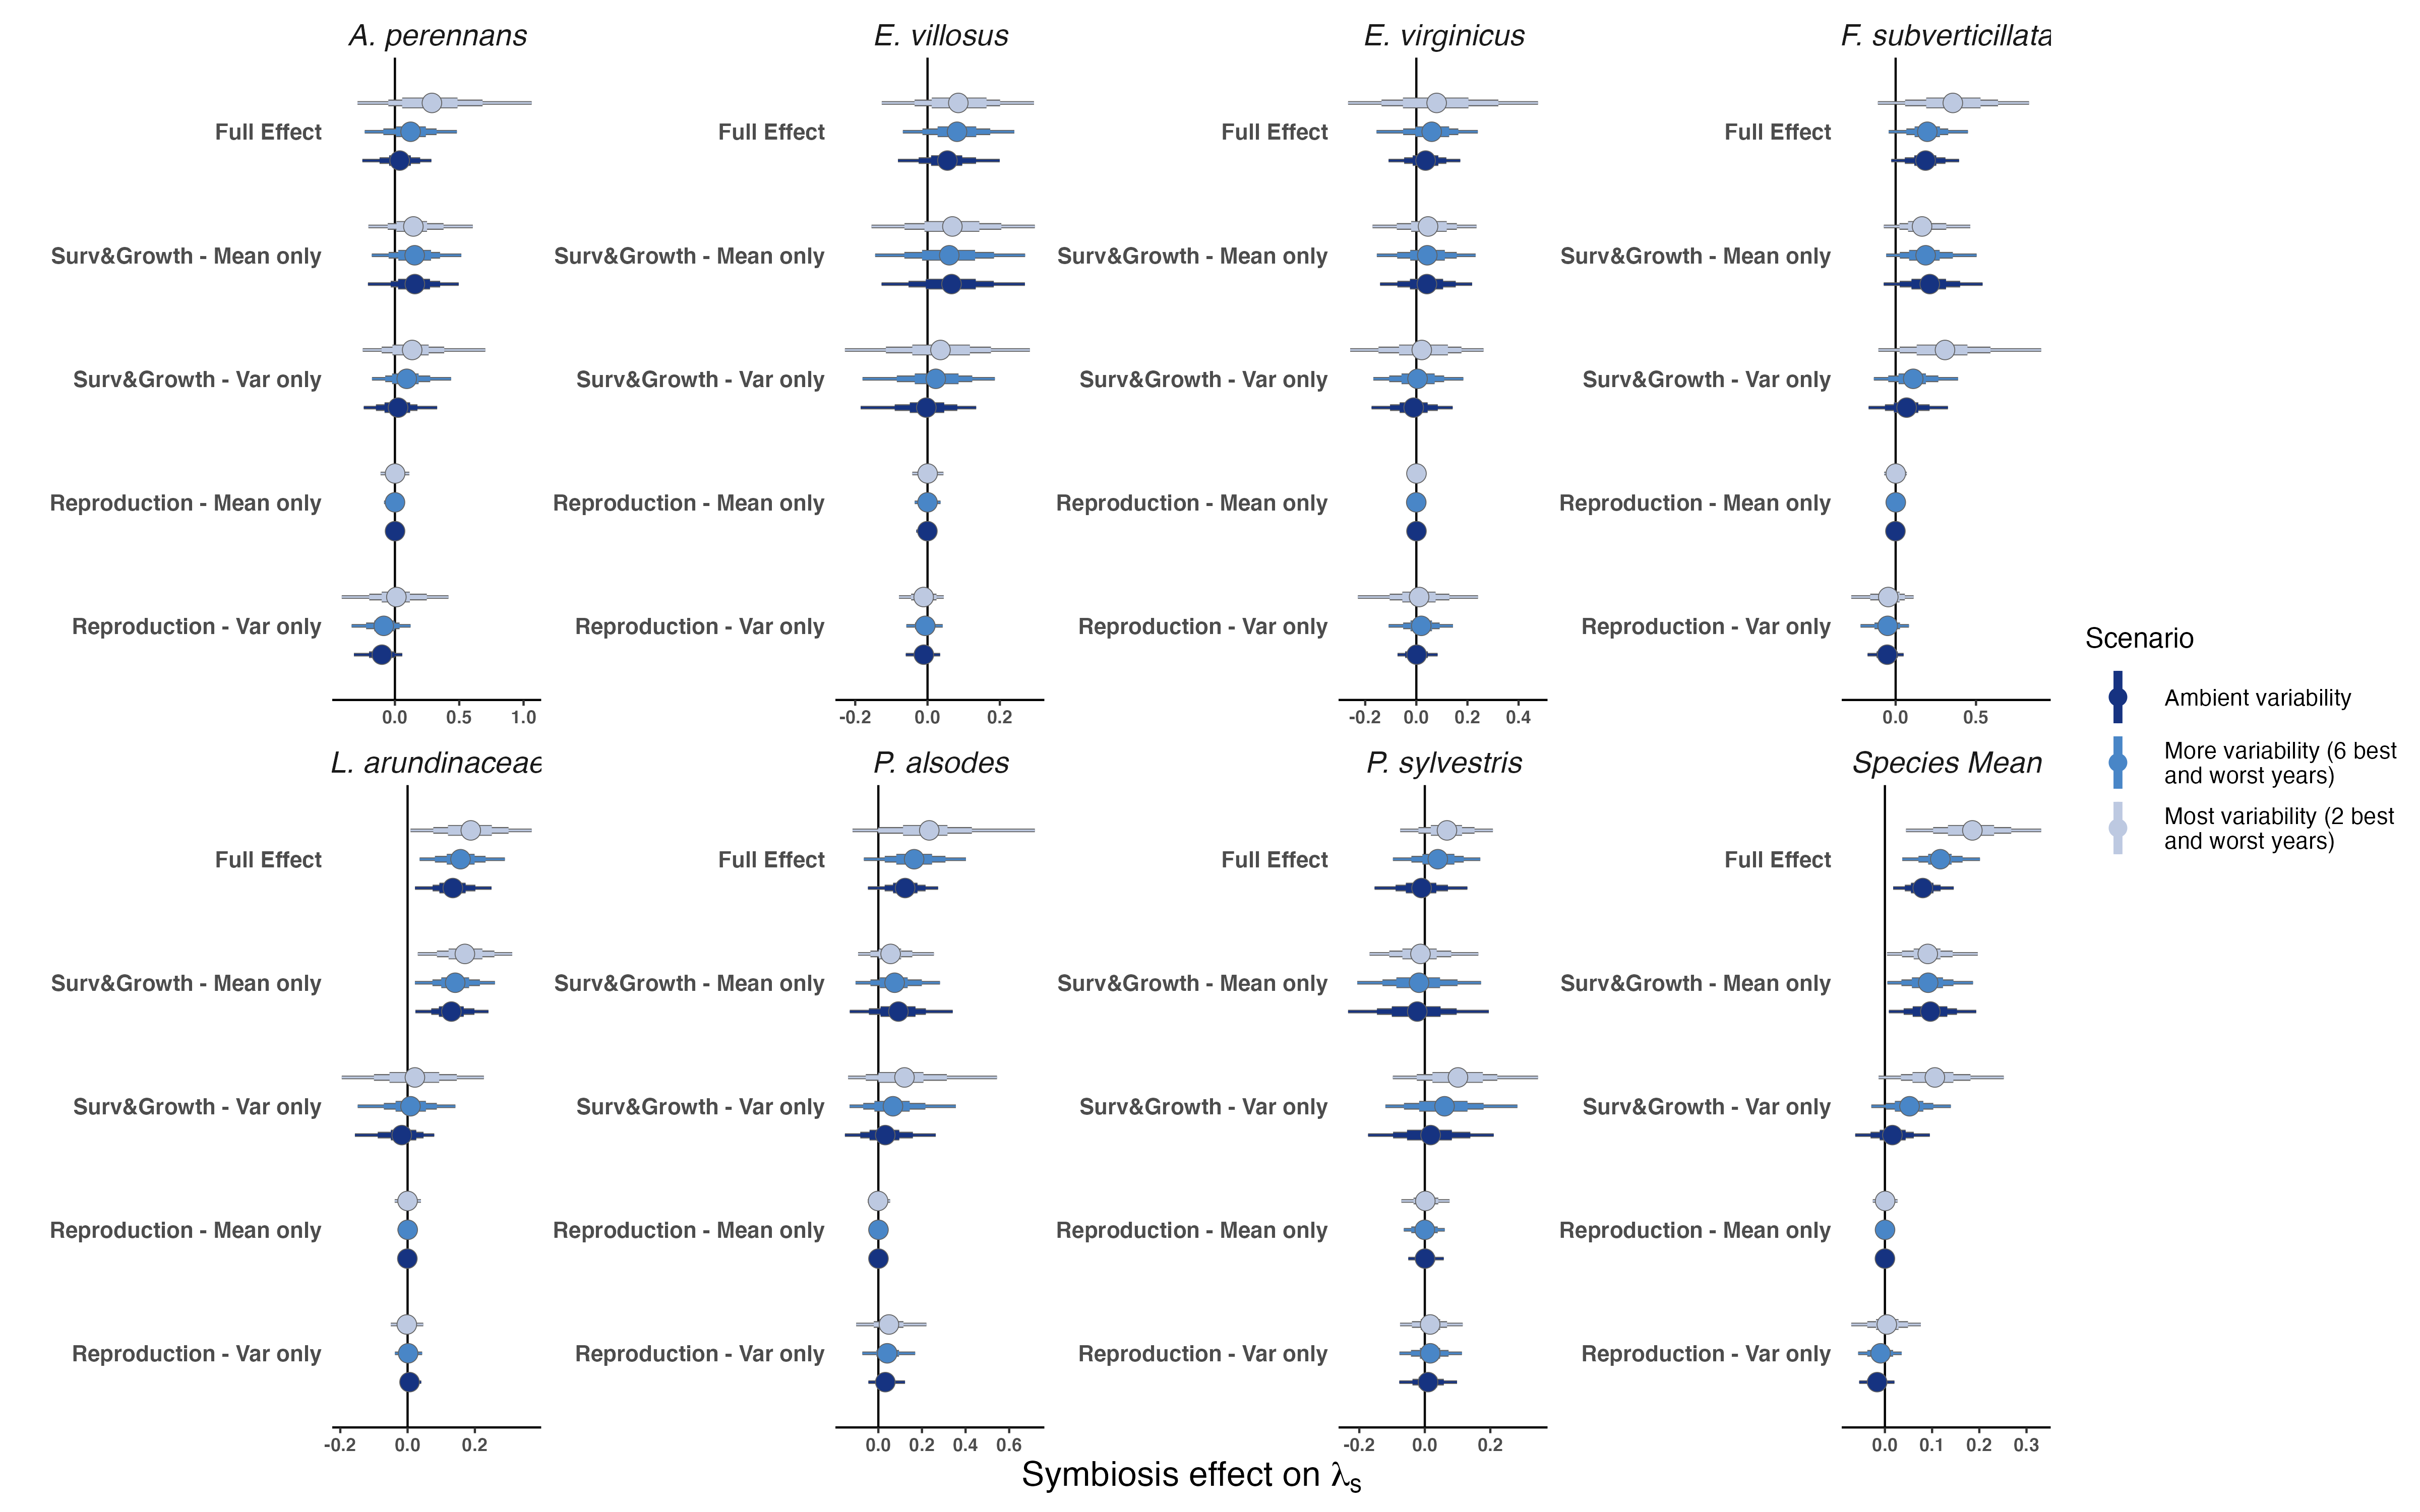 A. perennans
E. villosus
E. virginicus
F. subverticillata
Full Effect
Full Effect
Full Effect
Full Effect
Surv&Growth - Mean only
Surv&Growth - Mean only
Surv&Growth - Mean only
Surv&Growth - Mean only
Surv&Growth - Var only
Surv&Growth - Var only
Surv&Growth - Var only
Surv&Growth - Var only
Reproduction - Mean only
Reproduction - Mean only
Reproduction - Mean only
Reproduction - Mean only
Reproduction - Var only
Reproduction - Var only
Reproduction - Var only
Reproduction - Var only
0.0 0.5 1.0
-0.2 0.0 0.2
-0.2 0.0 0.2 0.4
0.0 0.5
L. arundinaceae
P. alsodes
P. sylvestris
Species Mean
Full Effect
Full Effect
Full Effect
Full Effect
Surv&Growth - Mean only
Surv&Growth - Mean only
Surv&Growth - Mean only
Surv&Growth - Mean only
Surv&Growth - Var only
Surv&Growth - Var only
Surv&Growth - Var only
Surv&Growth - Var only
Reproduction - Mean only
Reproduction - Mean only
Reproduction - Mean only
Reproduction - Mean only
Reproduction - Var only
Reproduction - Var only
Reproduction - Var only
Reproduction - Var only
-0.2 0.0 0.2
0.0 0.2 0.4 0.6
-0.2 0.0 0.2
0.0 0.1 0.2 0.3
Symbiosis effect on λs
Scenario
Ambient variability
More variability (6 best
and worst years)
Most variability (2 best
and worst years)